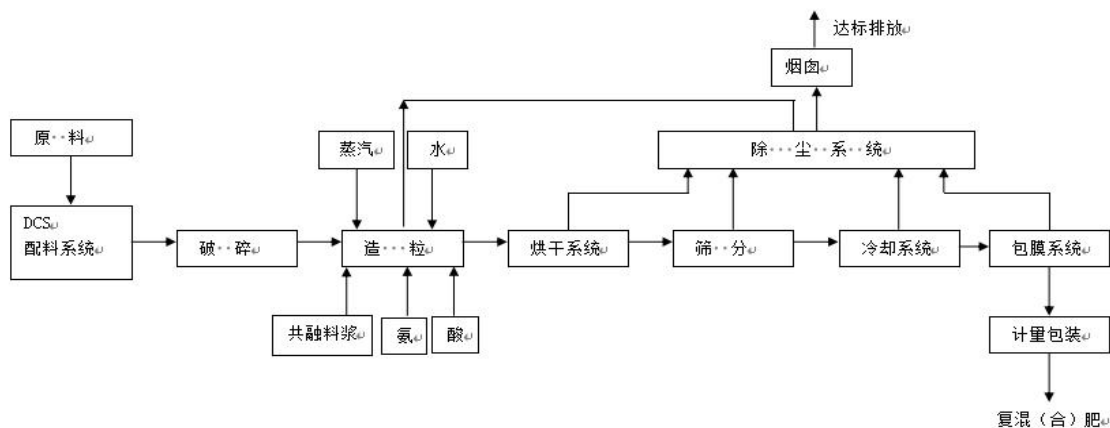 达标排放
烟囱
原料
蒸汽
水
除尘系统
DCS
配料系统
破碎
造粒
烘干系统
筛分
冷却系统
包膜系统
共融料浆
氨
酸
计量包装
复混（合）肥